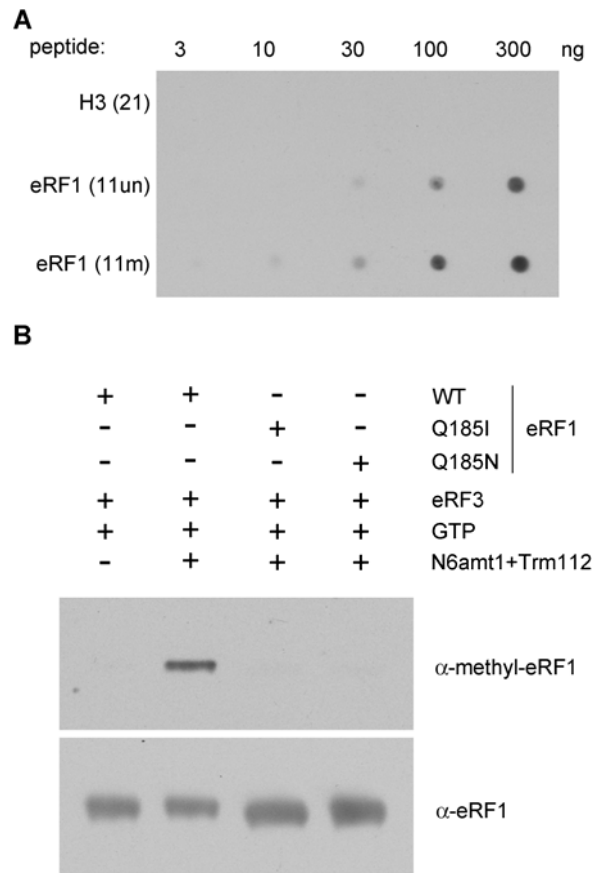 A
peptide: 3 10 30 100 300 ng
H3 (21)
eRF1 (11un)
eRF1 (11m)
B
+ + - - WT
- - + - Q185I eRF1
- - - + Q185N
+ + + + eRF3
+ + + + GTP
- + + + N6amt1+Trm112
α-methyl-eRF1
α-eRF1